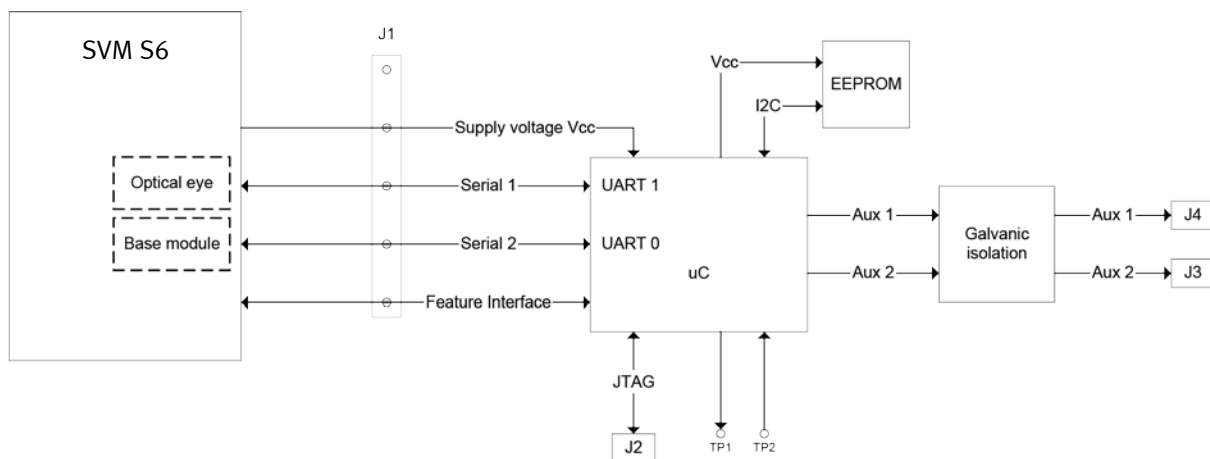 SVM S6
J1
Vcc
EEPROM
I2C
Supply voltage Vcc
Optical eye
Serial 1
UART 1
Base module
Serial 2
UART 0
uC
Feature Interface
Aux 1
Aux 2
Galvanic
isolation
Aux 1
Aux 2
J4
J3
JTAG
J2
TP1
TP2